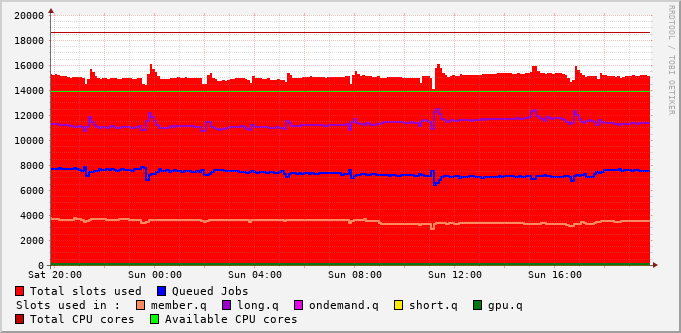 20000
18000
16000
14000
12000
10000
8000
6000
4000
2000
0
Sat 20:00 Sun 00:00 Sun 04:00 Sun 08:00 Sun 12:00 Sun 16:00
RRDTOOL / TOBI OETIKER
Total slots used Queued Jobs
Slots used in : member.q long.q ondemand.q short.q gpu.q
Total CPU cores Available CPU cores